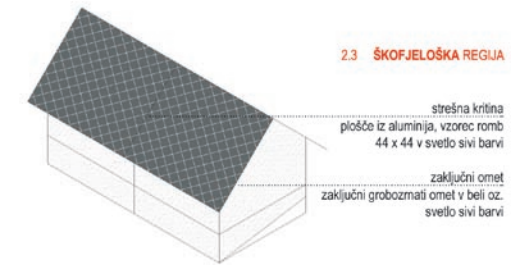 2.3 ŠKOFJELOŠKA REGIJA
strešna kritina
plošče iz aluminija, vzorec romb
44 x 44 v svetlo sivi barvi
zaključni omet
zaključni grobozrnati omet v beli oz.
svetlo sivi barvi